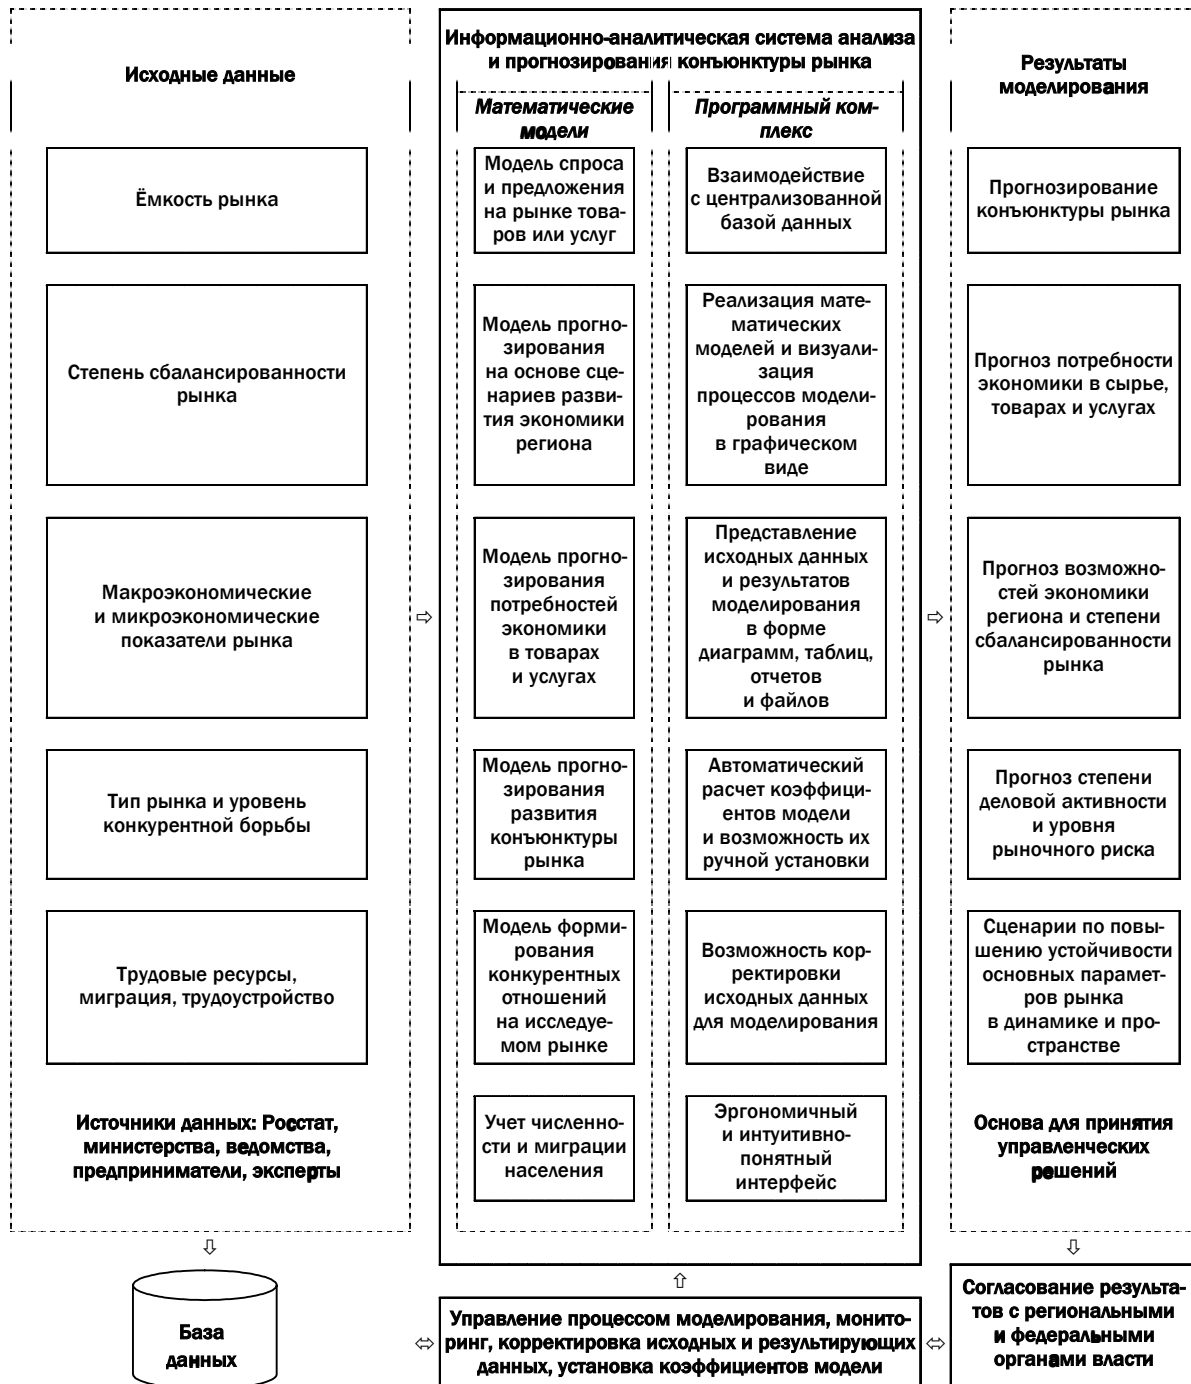 Исходные данные
Ёмкость рынка
Степень сбалансированности
рынка
Макроэкономические
и микроэкономические
показатели рынка
Тип рынка и уровень
конкурентной борьбы
Трудовые ресурсы,
миграция, трудоустройство
Источники данных: Росстат,
министерства, ведомства,
предприниматели, эксперты
Информационно-аналитическая система анализа
и прогнозирования конъюнктуры рынка
Математические
модели
Модель спроса
и предложения
на рынке това-
ров или услуг
Модель прогно-
зирования
на основе сце-
нариев разви-
тия экономики
региона
Модель прогно-
зирования
потребностей
экономики
в товарах
и услугах
Модель прогно-
зирования
развития
конъюнктуры
рынка
Модель форми-
рования
конкурентных
отношений
на исследуе-
мом рынке
Учет численно-
сти и миграции
населения
Программный ком-
плекс
Взаимодействие
с централизованной
базой данных
Реализация мате-
матических
моделей и визуали-
зация
процессов модели-
рования
в графическом
виде
Представление
исходных данных
и результатов
моделирования
в форме
диаграмм, таблиц,
отчетов
и файлов
Автоматический
расчет коэффици-
ентов модели
и возможность их
ручной установки
Возможность кор-
ректировки
исходных данных
для моделирования
Эргономичный
и интуитивно-
понятный
интерфейс
Результаты
моделирования
Прогнозирование
конъюнктуры рынка
Прогноз потребности
экономики в сырье,
товарах и услугах
Прогноз возможно-
стей экономики
региона и степени
сбалансированности
рынка
Прогноз степени
деловой активности
и уровня
рыночного риска
Сценарии по повы-
шению устойчивости
основных парамет-
ров рынка
в динамике и про-
странстве
Основа для принятия
управленческих
решений
База
данных
Управление процессом моделирования, монито-
ринг, корректировка исходных и результирующих
данных, установка коэффициентов модели
Согласование результа-
тов с региональными
и федеральными
органами власти